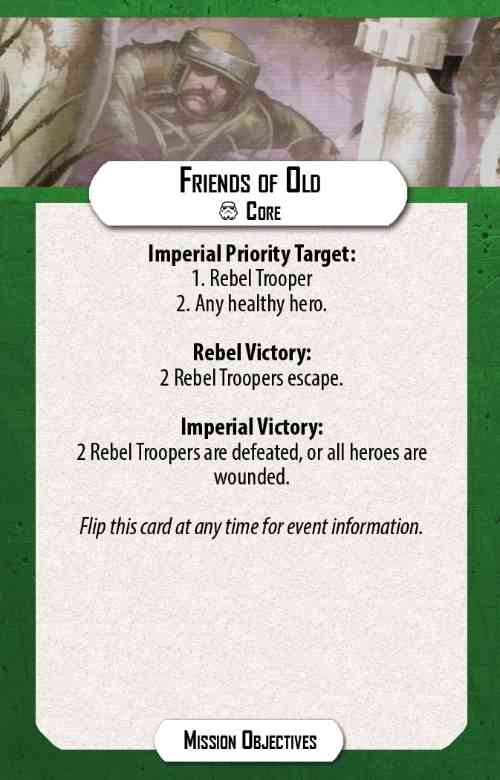 Friends of Old
Core
Imperial Priority Target:
1. Rebel Trooper
2. Any healthy hero.
Rebel Victory:
2 Rebel Troopers escape.
Imperial Victory:
2 Rebel Troopers are defeated, or all heroes are
wounded.
Flip this card at any time for event information.
Mission Objectives